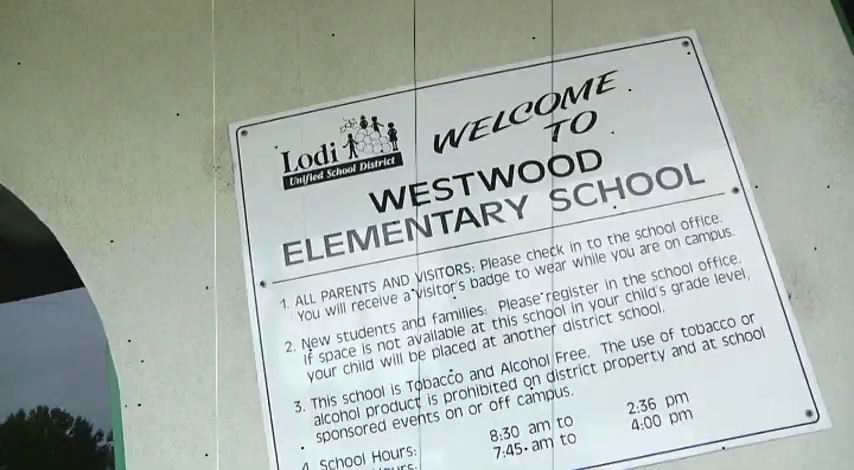 Lodi
Unified School District
WELCOME
TO
WESTWOOD
ELEMENTARY SCHOOL
1. ALL PARENTS AND VISITORS: Please check in to the school office.
You will receive a visitor's badge to wear while you are on campus.
2. New students and families: Please register in the school office.
If space is not available at this school in your child's grade level,
your child will be placed at another district school.
3. This school is Tobacco and Alcohol Free. The use of tobacco or
alcohol product is prohibited on district property and at school
sponsored events on or off campus.
4. School Hours: 8:30 am to 2:36 pm
7:45 am to 4:00 pm